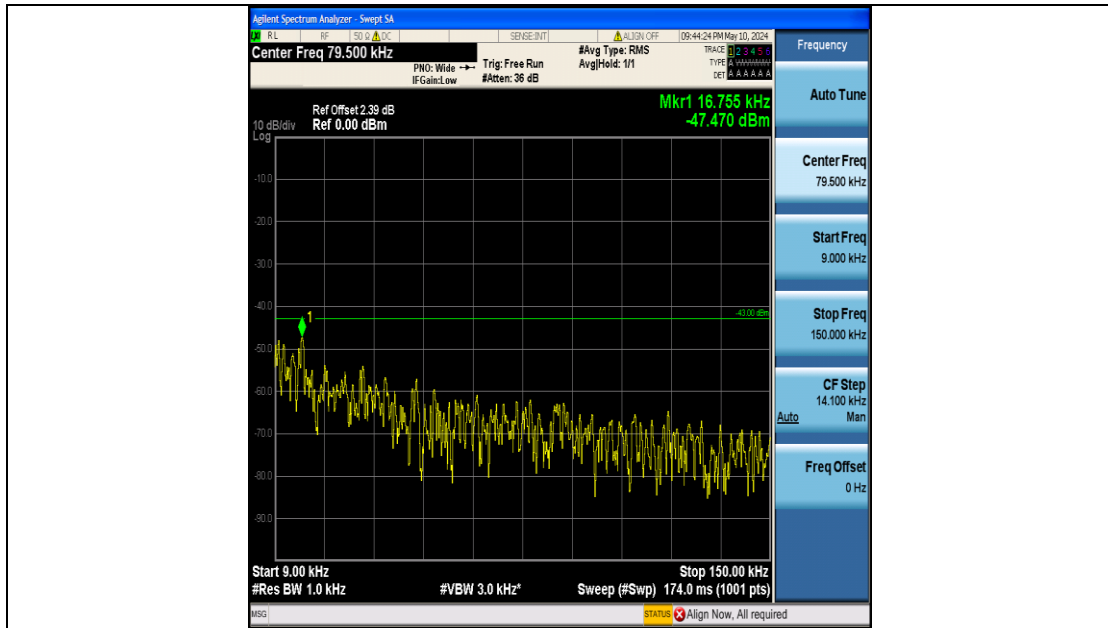 Agilent Spectrum Analyzer - Swept SA
RL RF 50 Ω DC SENSE:INT ALIGN OFF 09:44:24 PM May 10, 2024
Center Freq 79.500 kHz
PNO: Wide
IFGain:Low
Trig: Free Run
#Atten: 36 dB
#Avg Type: RMS
Avg|Hold: 1/1
TRACE 1 2 3 4 5 6
TYPE A
DET A A A A A A
Mkr1 16.755 kHz
-47.470 dBm
Ref Offset 2.39 dB
10 dB/div Ref 0.00 dBm
Log
-10.0
-20.0
-30.0
-40.0
-43.00 dBm
1
-50.0
-60.0
-70.0
-80.0
-90.0
Start 9.00 kHz Stop 150.00 kHz
#Res BW 1.0 kHz #VBW 3.0 kHz* Sweep (#Swp) 174.0 ms (1001 pts)
MSG STATUS Align Now, All required
Frequency
Auto Tune
Center Freq
79.500 kHz
Start Freq
9.000 kHz
Stop Freq
150.000 kHz
CF Step
14.100 kHz
Auto Man
Freq Offset
0 Hz